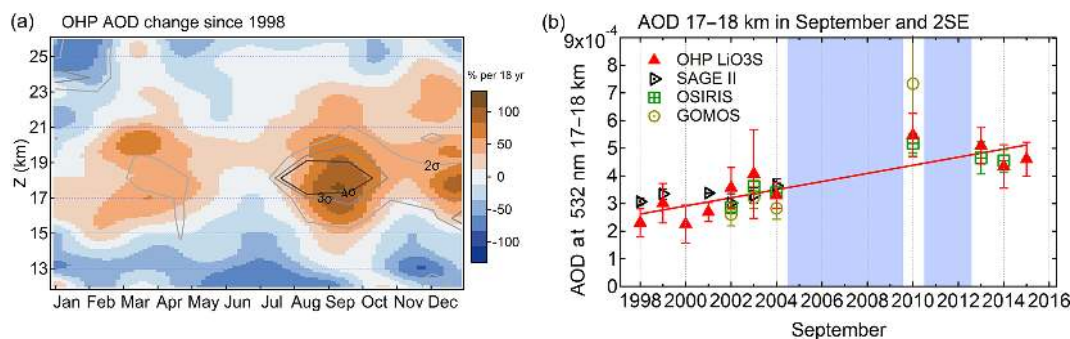 (a) OHP AOD change since 1998
25
23
21
19
17
15
13
Z (km)
2σ
3σ
4σ
Jan Feb Mar Apr May Jun Jul Aug Sep Oct Nov Dec
% per 18 yr
100
50
0
-50
-100
(b) AOD 17–18 km in September and 2SE
9x10⁻⁴
8
7
6
5
4
3
2
1
0
AOD at 532 nm 17–18 km
OHP LiO3S
SAGE II
OSIRIS
GOMOS
1998 2000 2002 2004 2006 2008 2010 2012 2014 2016
September